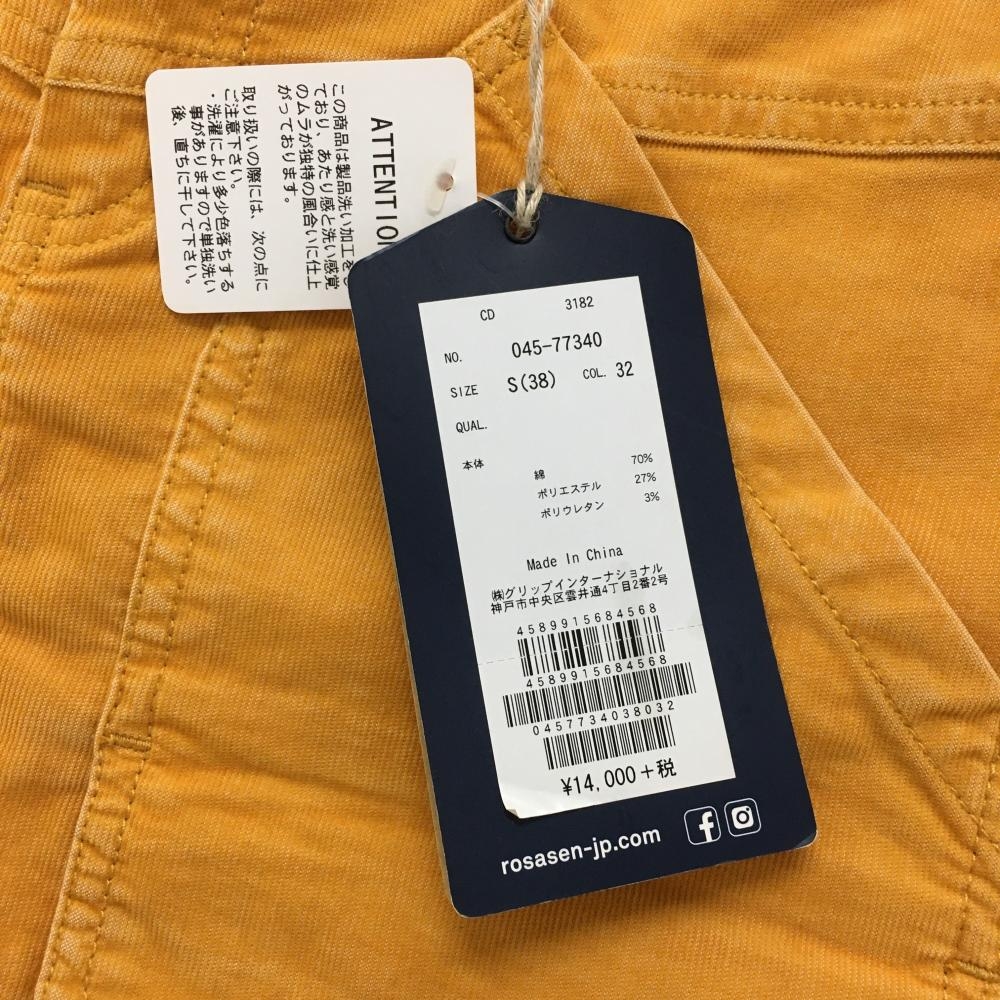 ATTENTIO
この商品は製品洗い加工をし
ており、あたり感と洗い感覚
のムラが独特の風合いに仕上
がっております。
取り扱いの際には、次の点に
ご注意下さい。
・洗濯により多少色落ちする
事がありますので単独洗い
後、直ちに干して下さい。
CD 3182
NO. 045-77340
SIZE S(38) COL. 32
QUAL.
本体
綿 70%
ポリエステル 27%
ポリウレタン 3%
Made In China
㈱グリップインターナショナル
神戸市中央区雲井通4丁目2番2号
4589915684568
4589915684568
0457734038032
¥14,000+税
rosasen-jp.com